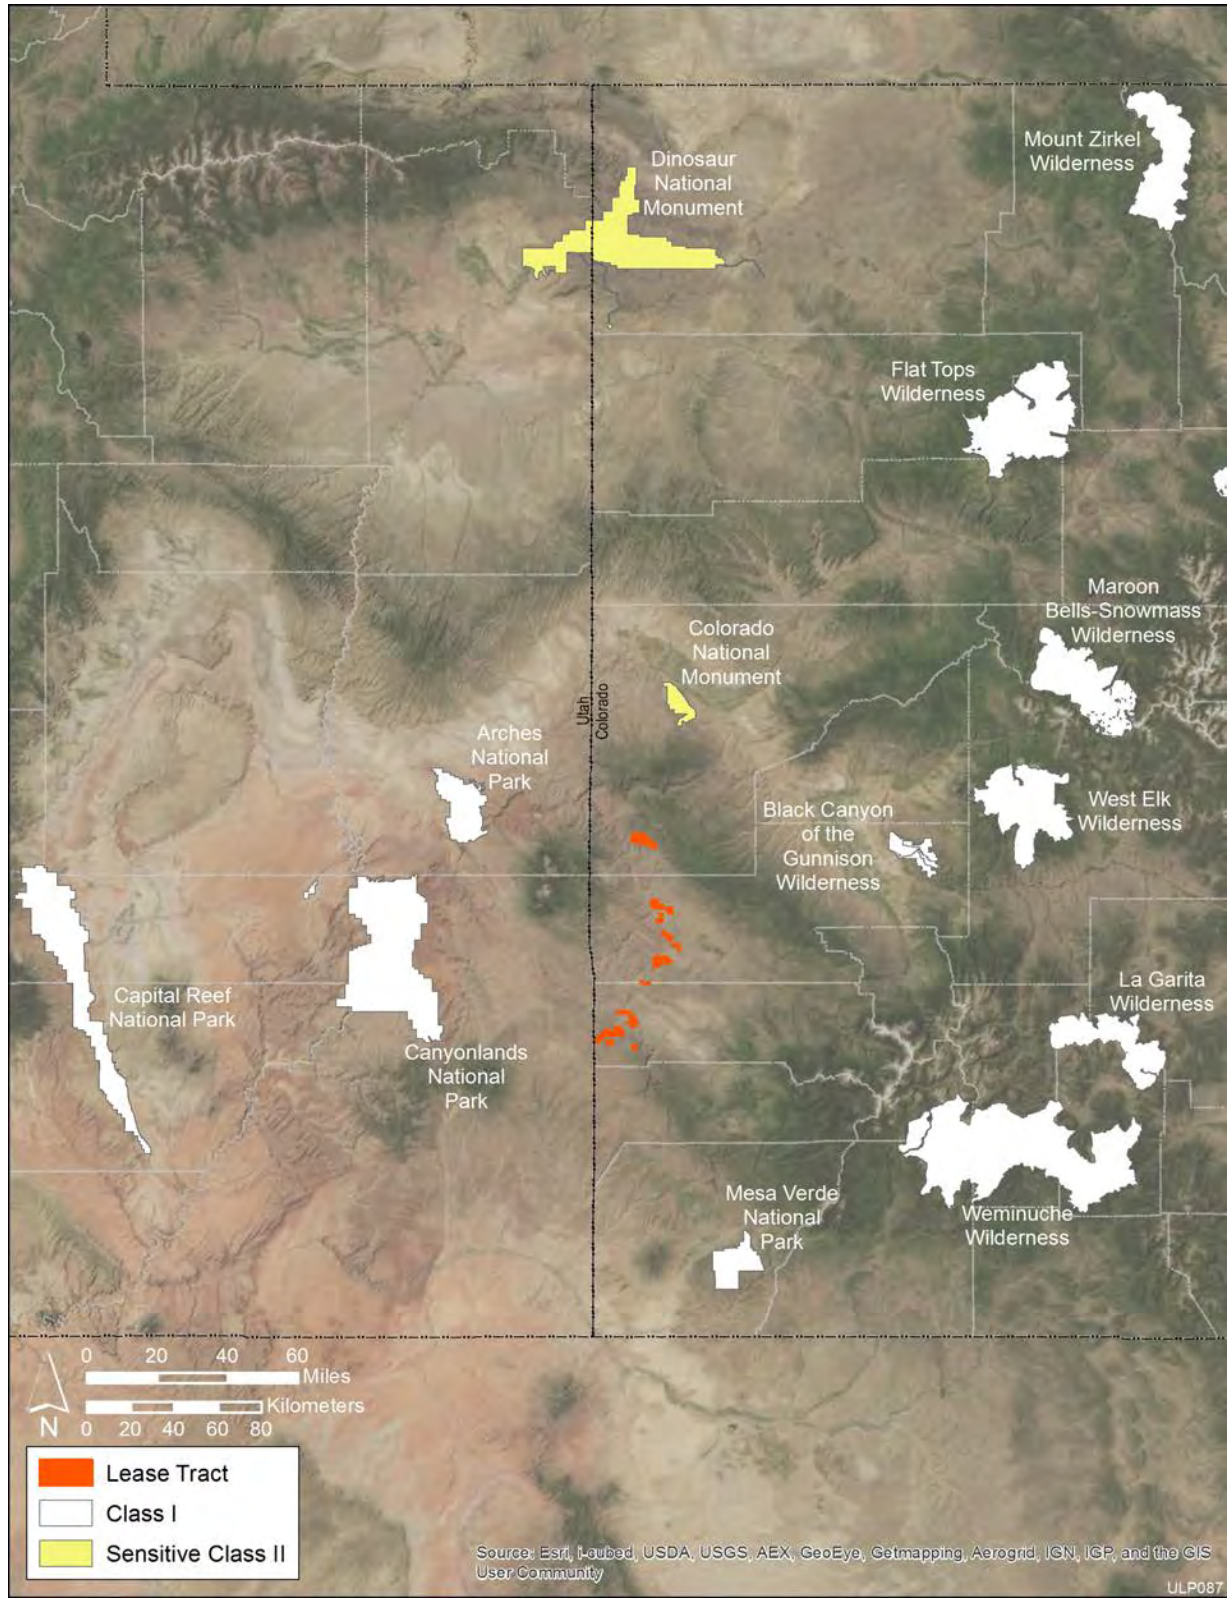 Mount Zirkel
Wilderness
Dinosaur
National
Monument
Flat Tops
Wilderness
Maroon
Bells-Snowmass
Wilderness
Colorado
National
Monument
Utah
Colorado
Arches
National
Park
Black Canyon
of the
Gunnison
Wilderness
West Elk
Wilderness
Capital Reef
National Park
Canyonlands
National
Park
La Garita
Wilderness
Mesa Verde
National
Park
Weminuche
Wilderness
0 20 40 60
Miles
Kilometers
0 20 40 60 80
N
Lease Tract
Class I
Sensitive Class II
Source: Esri, i-cubed, USDA, USGS, AEX, GeoEye, Getmapping, Aerogrid, IGN, IGP, and the GIS
User Community
ULP087